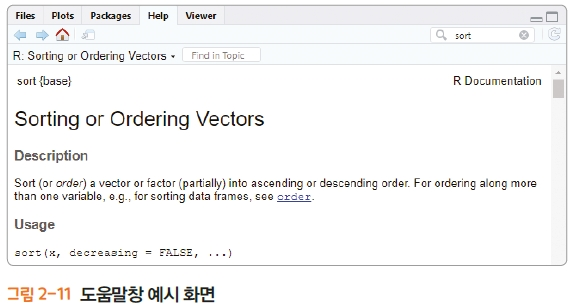 Files Plots Packages Help Viewer
sort
R: Sorting or Ordering Vectors Find in Topic
sort {base} R Documentation
Sorting or Ordering Vectors
Description
Sort (or order) a vector or factor (partially) into ascending or descending order. For ordering along more
than one variable, e.g., for sorting data frames, see order.
Usage
sort(x, decreasing = FALSE, ...)
그림 2-11 도움말창 예시 화면